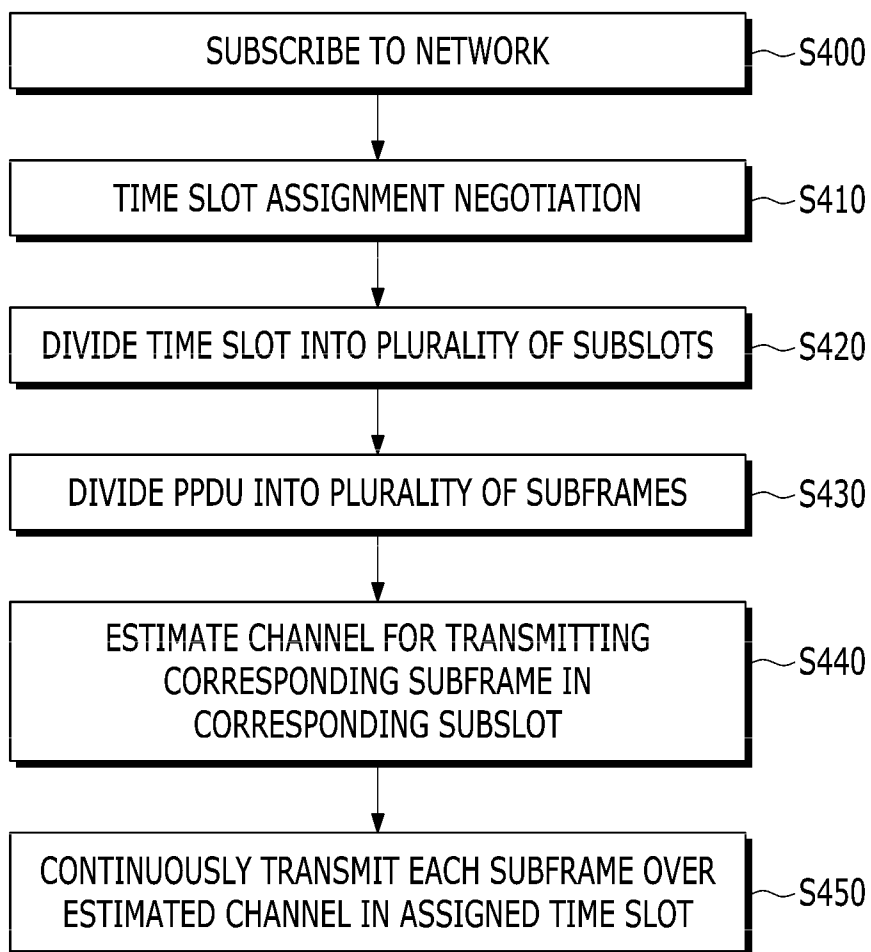 SUBSCRIBE TO NETWORK
S400
TIME SLOT ASSIGNMENT NEGOTIATION
S410
DIVIDE TIME SLOT INTO PLURALITY OF SUBSLOTS
S420
DIVIDE PPDU INTO PLURALITY OF SUBFRAMES
S430
ESTIMATE CHANNEL FOR TRANSMITTING
CORRESPONDING SUBFRAME IN
CORRESPONDING SUBSLOT
S440
CONTINUOUSLY TRANSMIT EACH SUBFRAME OVER
ESTIMATED CHANNEL IN ASSIGNED TIME SLOT
S450